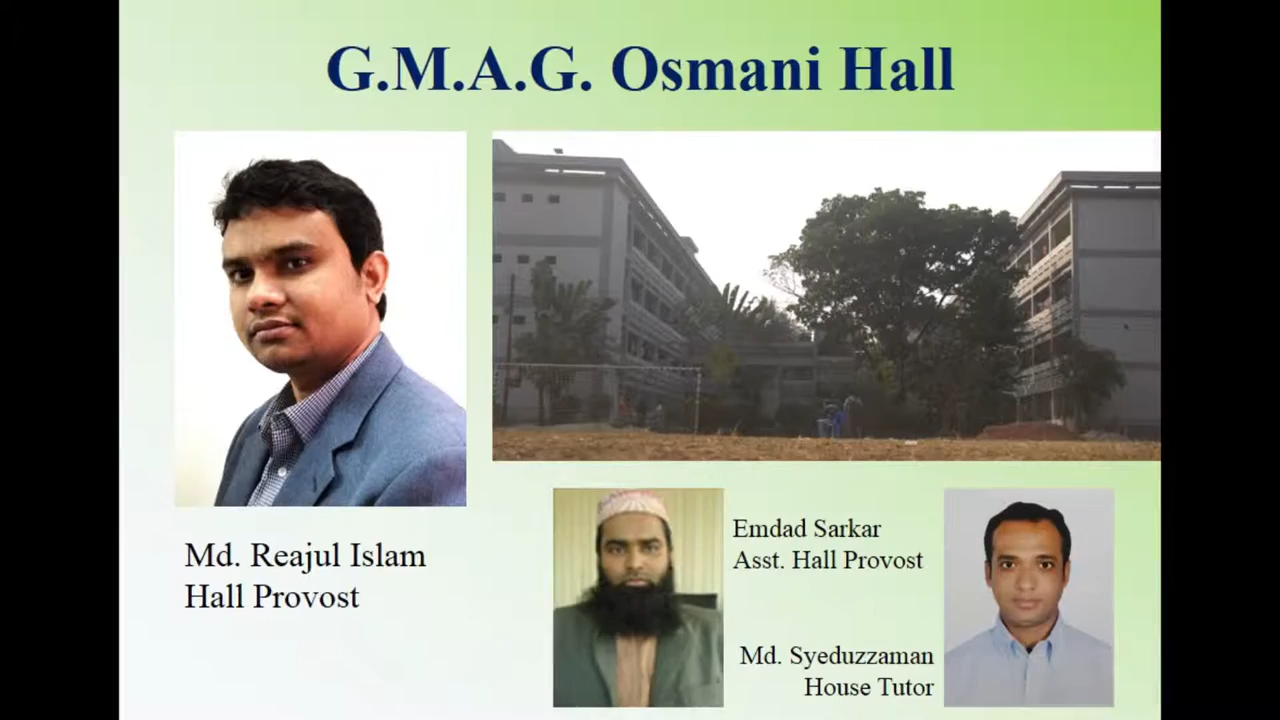 G.M.A.G. Osmani Hall
Md. Reajul Islam
Hall Provost
Emdad Sarkar
Asst. Hall Provost
Md. Syeduzzaman
House Tutor